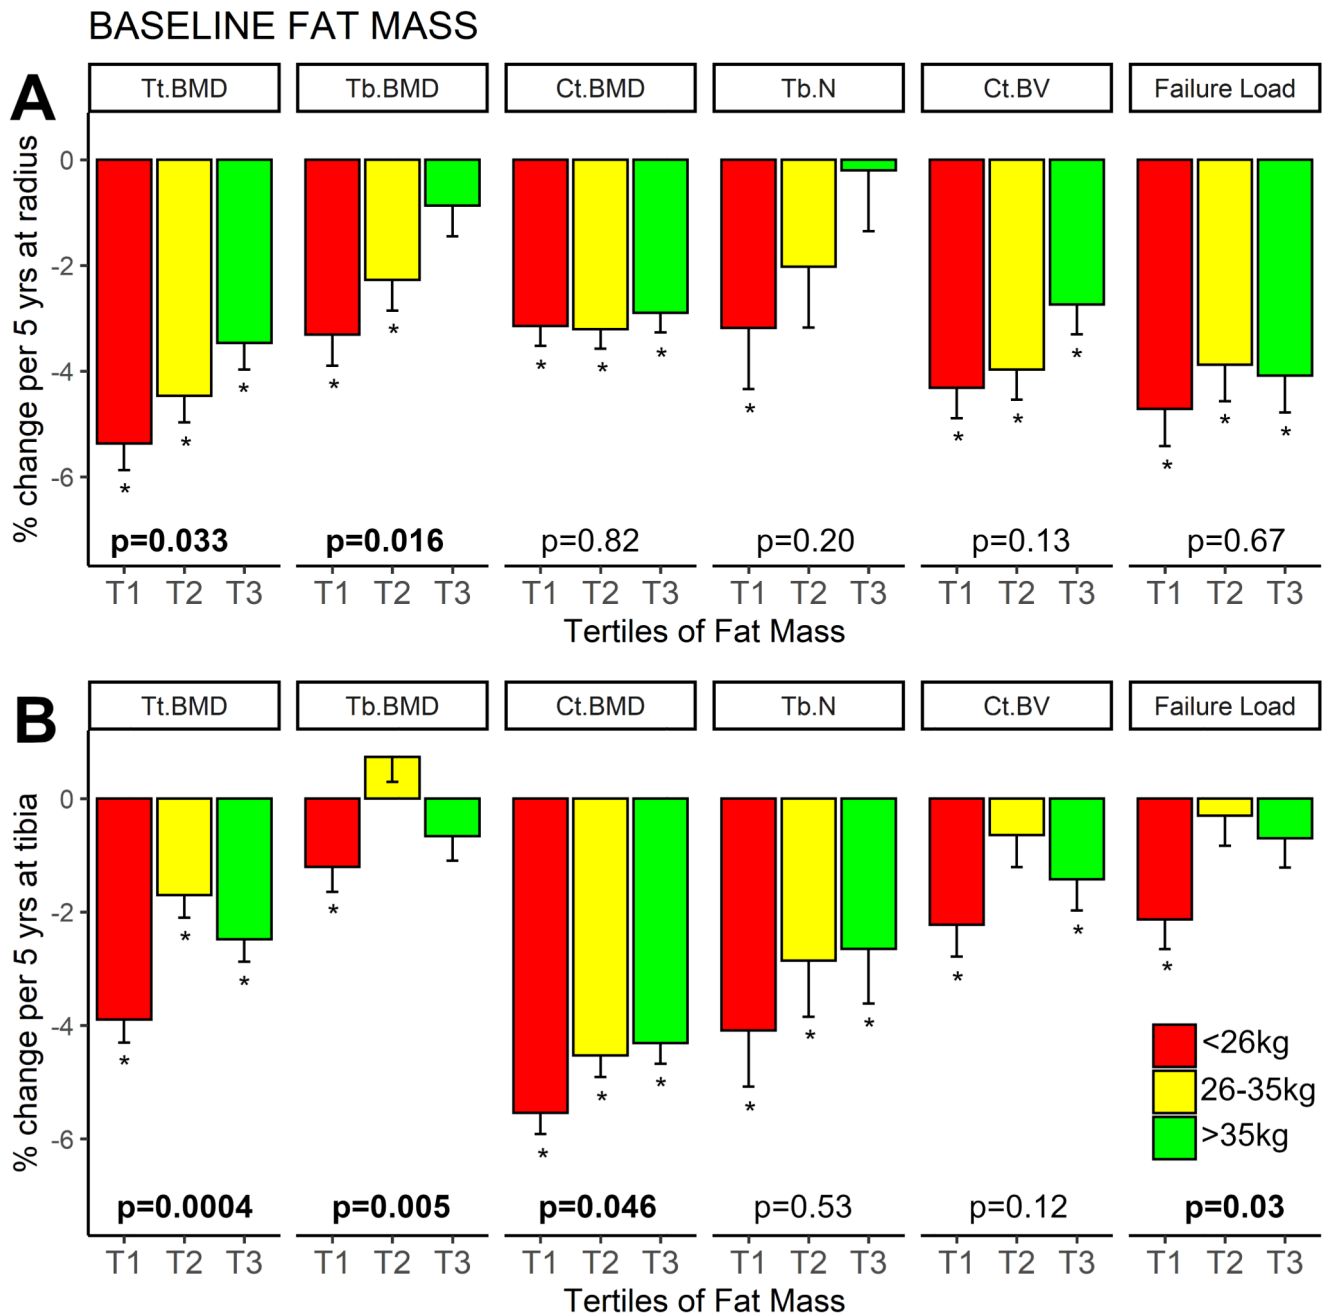 BASELINE FAT MASS
A
Tt.BMD Tb.BMD Ct.BMD Tb.N Ct.BV Failure Load
% change per 5 yrs at radius
0
-2
-4
-6
* * * * * * * * * * * * * * *
p=0.033 p=0.016 p=0.82 p=0.20 p=0.13 p=0.67
T1 T2 T3 T1 T2 T3 T1 T2 T3 T1 T2 T3 T1 T2 T3 T1 T2 T3
Tertiles of Fat Mass
B
Tt.BMD Tb.BMD Ct.BMD Tb.N Ct.BV Failure Load
% change per 5 yrs at tibia
0
-2
-4
-6
* * * * * * * * * * * * *
<26kg
26-35kg
>35kg
p=0.0004 p=0.005 p=0.046 p=0.53 p=0.12 p=0.03
T1 T2 T3 T1 T2 T3 T1 T2 T3 T1 T2 T3 T1 T2 T3 T1 T2 T3
Tertiles of Fat Mass